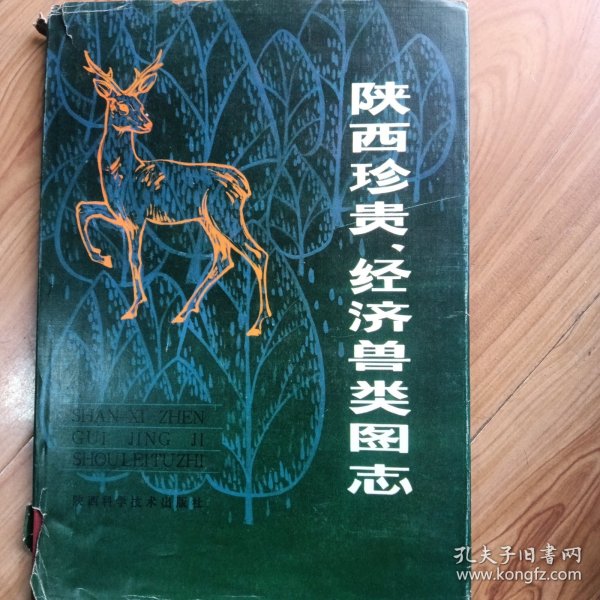 陕西珍贵、经济兽类图志
SHAN XI ZHEN
GUI JING JI
SHOULEITUZHI
陕西科学技术出版社
孔夫子旧书网
www.kongfz.com